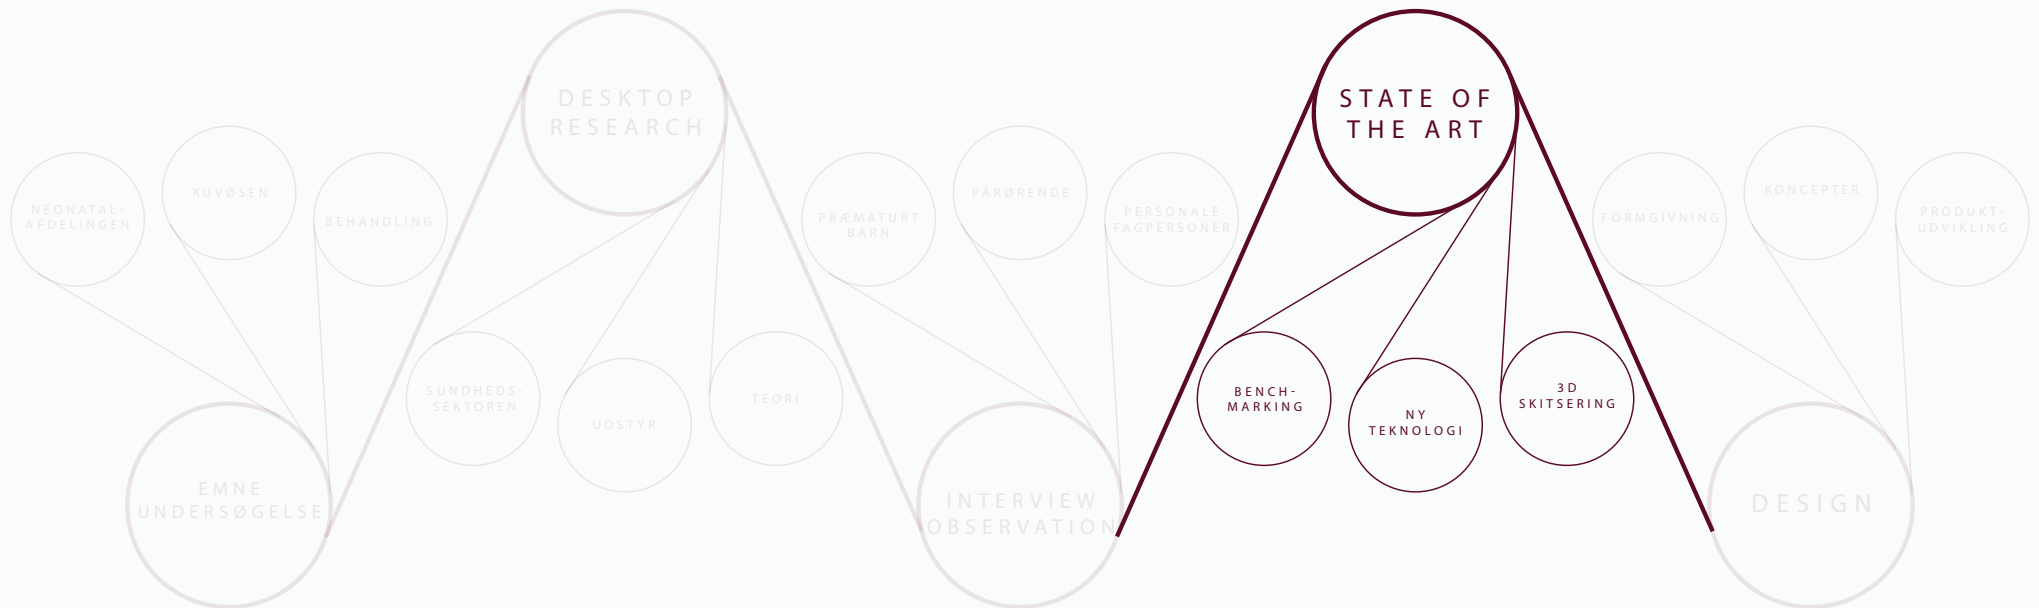 DESKTOP
RESEARCH
STATE OF
THE ART
NEONATAL-
AFDELINGEN
KUVØSEN
BEHANDLING
PRÆMATURT
BARN
PÅRØRENDE
PERSONALE
FAGPERSONER
FORMGIVNING
KONCEPTER
PRODUKT-
UDVIKLING
SUNDHEDS-
SEKTOREN
UDSTYR
TEORI
BENCH-
MARKING
NY
TEKNOLOGI
3D
SKITSERING
EMNE
UNDERSØGELSE
INTERVIEW
OBSERVATION
DESIGN